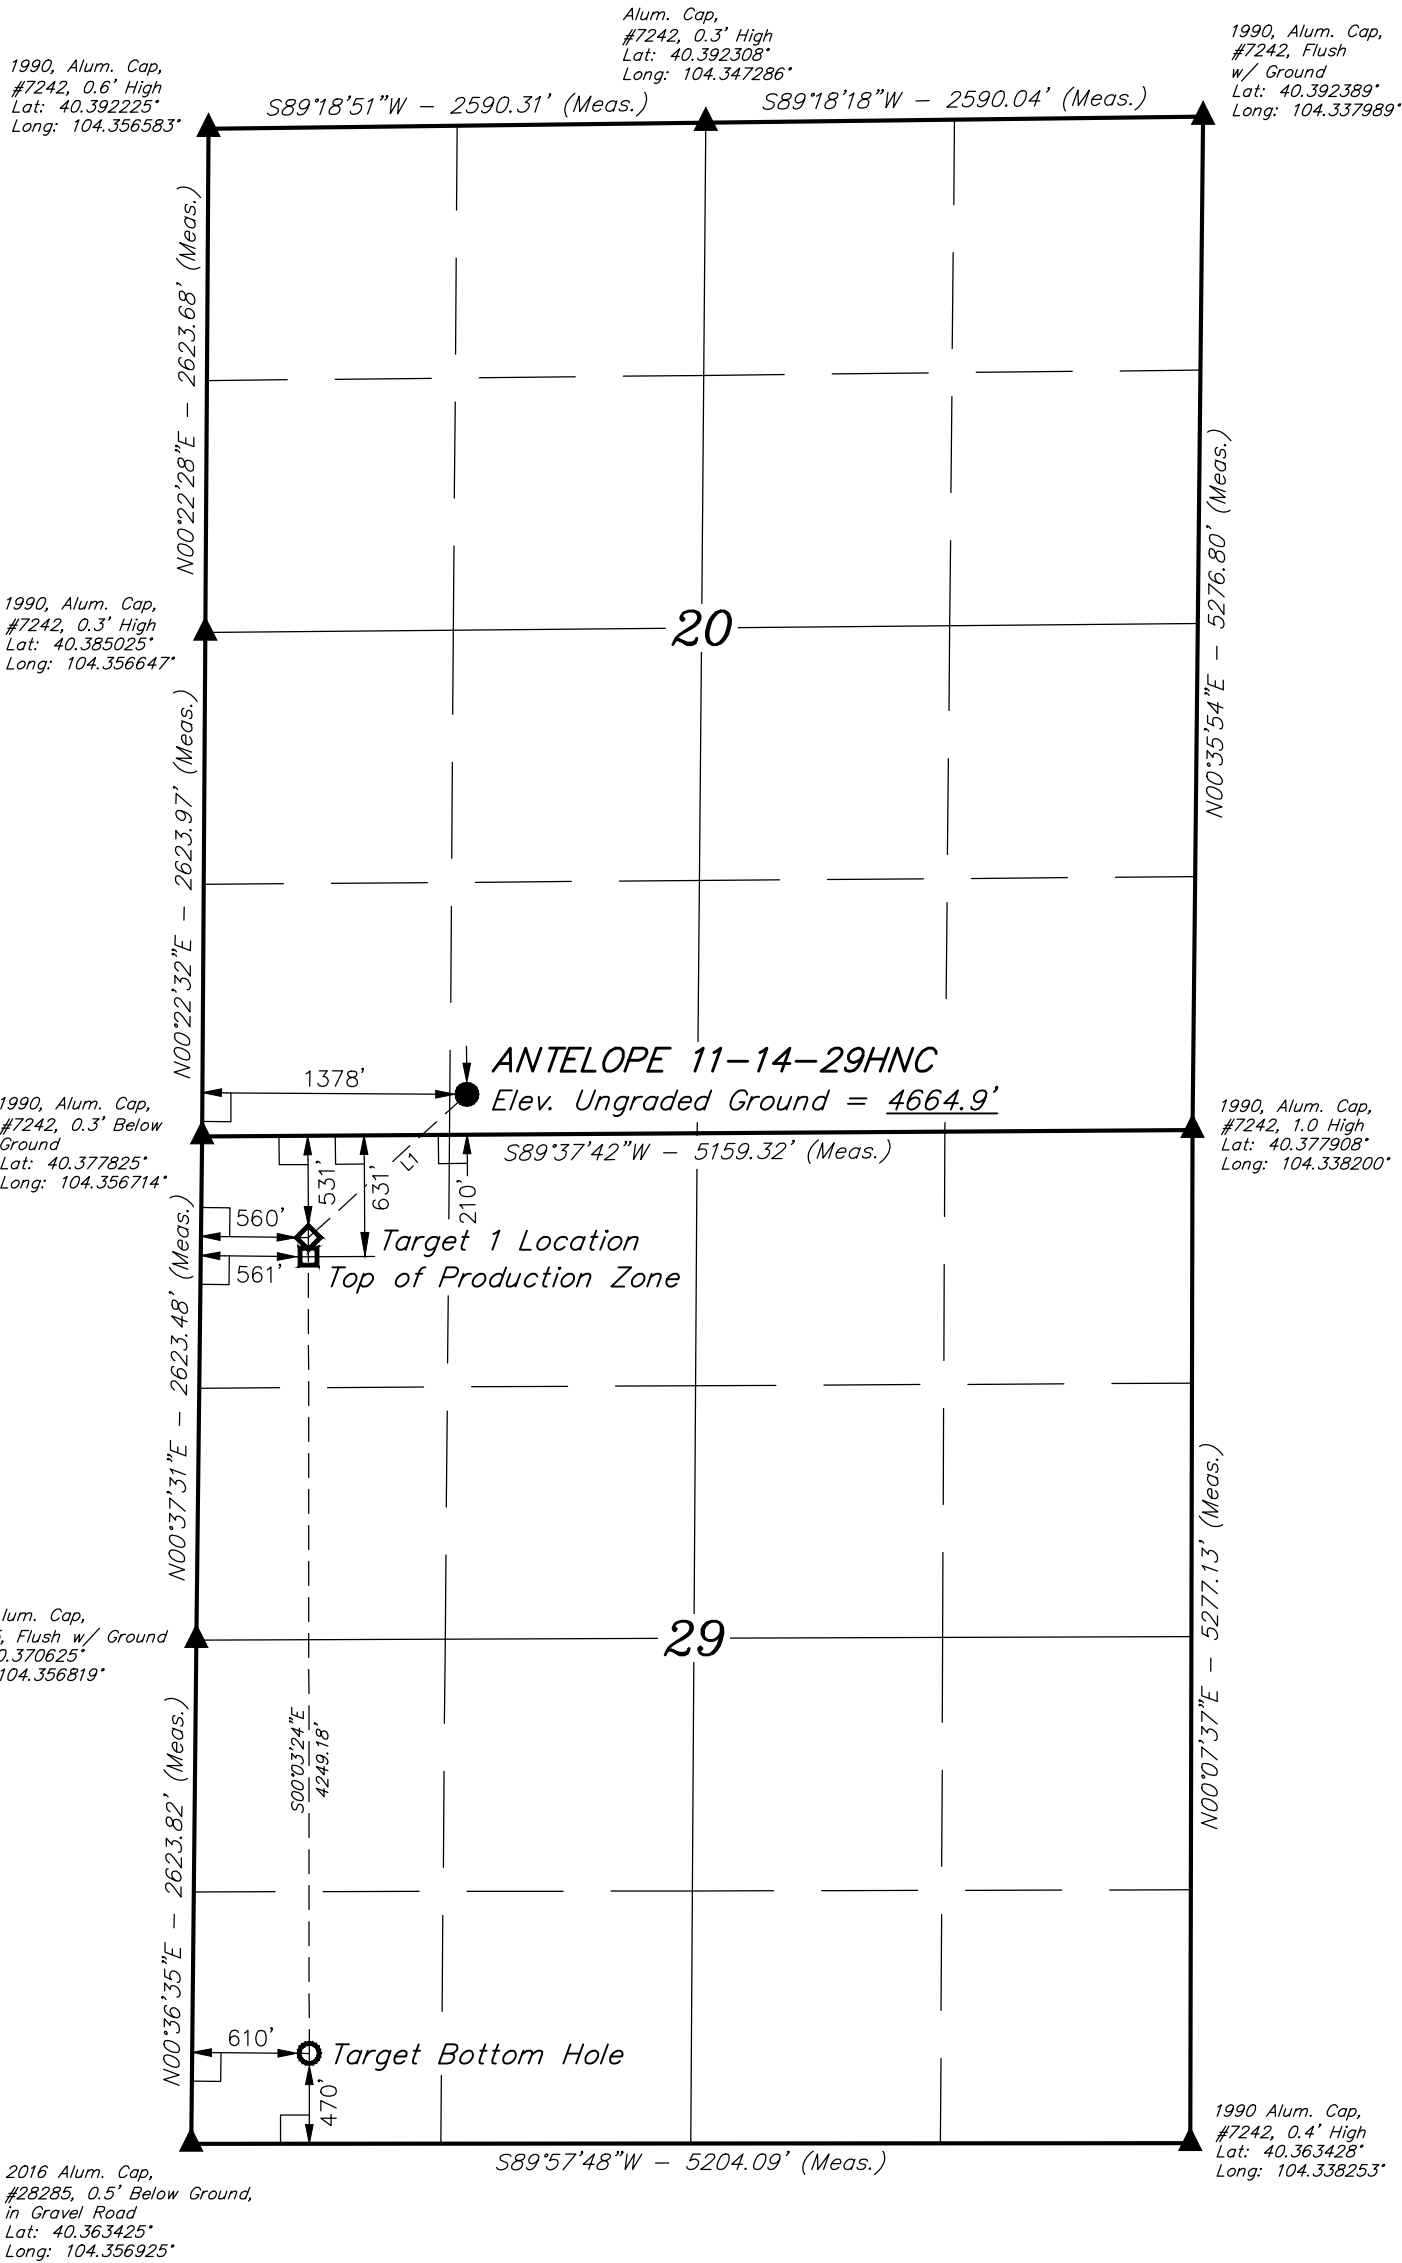 Alum. Cap,
#7242, 0.3' High
Lat: 40.392308°
Long: 104.347286°
1990, Alum. Cap,
#7242, Flush
w/ Ground
Lat: 40.392389°
Long: 104.337989°
1990, Alum. Cap,
#7242, 0.6' High
Lat: 40.392225°
Long: 104.356583°
S89°18'51"W - 2590.31' (Meas.)
S89°18'18"W - 2590.04' (Meas.)
N00°22'28"E - 2623.68' (Meas.)
N00°35'54"E - 5276.80' (Meas.)
1990, Alum. Cap,
#7242, 0.3' High
Lat: 40.385025°
Long: 104.356647°
20
N00°22'32"E - 2623.97' (Meas.)
ANTELOPE 11-14-29HNC
1378'
Elev. Ungraded Ground = 4664.9'
1990, Alum. Cap,
#7242, 0.3' Below
Ground
Lat: 40.377825°
Long: 104.356714°
1990, Alum. Cap,
#7242, 1.0 High
Lat: 40.377908°
Long: 104.338200°
S89°37'42"W - 5159.32' (Meas.)
L1
531'
631'
210'
560'
Target 1 Location
561'
Top of Production Zone
N00°37'31"E - 2623.48' (Meas.)
N00°07'37"E - 5277.13' (Meas.)
lum. Cap,
, Flush w/ Ground
0.370625°
104.356819°
29
S00°03'24"E
4249.18'
N00°36'35"E - 2623.82' (Meas.)
610'
Target Bottom Hole
470'
S89°57'48"W - 5204.09' (Meas.)
1990 Alum. Cap,
#7242, 0.4' High
Lat: 40.363428°
Long: 104.338253°
2016 Alum. Cap,
#28285, 0.5' Below Ground,
in Gravel Road
Lat: 40.363425°
Long: 104.356925°